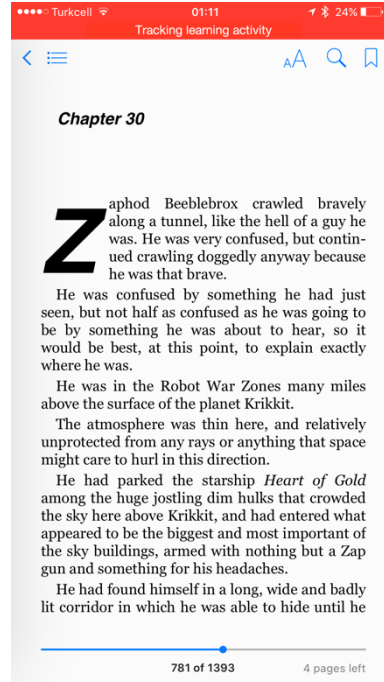 Turkcell 01:11 24%
Tracking learning activity
AA
Chapter 30
Zaphod Beeblebrox crawled bravely
along a tunnel, like the hell of a guy he
was. He was very confused, but contin-
ued crawling doggedly anyway because
he was that brave.
He was confused by something he had just
seen, but not half as confused as he was going to
be by something he was about to hear, so it
would be best, at this point, to explain exactly
where he was.
He was in the Robot War Zones many miles
above the surface of the planet Krikkit.
The atmosphere was thin here, and relatively
unprotected from any rays or anything that space
might care to hurl in this direction.
He had parked the starship Heart of Gold
among the huge jostling dim hulks that crowded
the sky here above Krikkit, and had entered what
appeared to be the biggest and most important of
the sky buildings, armed with nothing but a Zap
gun and something for his headaches.
He had found himself in a long, wide and badly
lit corridor in which he was able to hide until he
781 of 1393 4 pages left